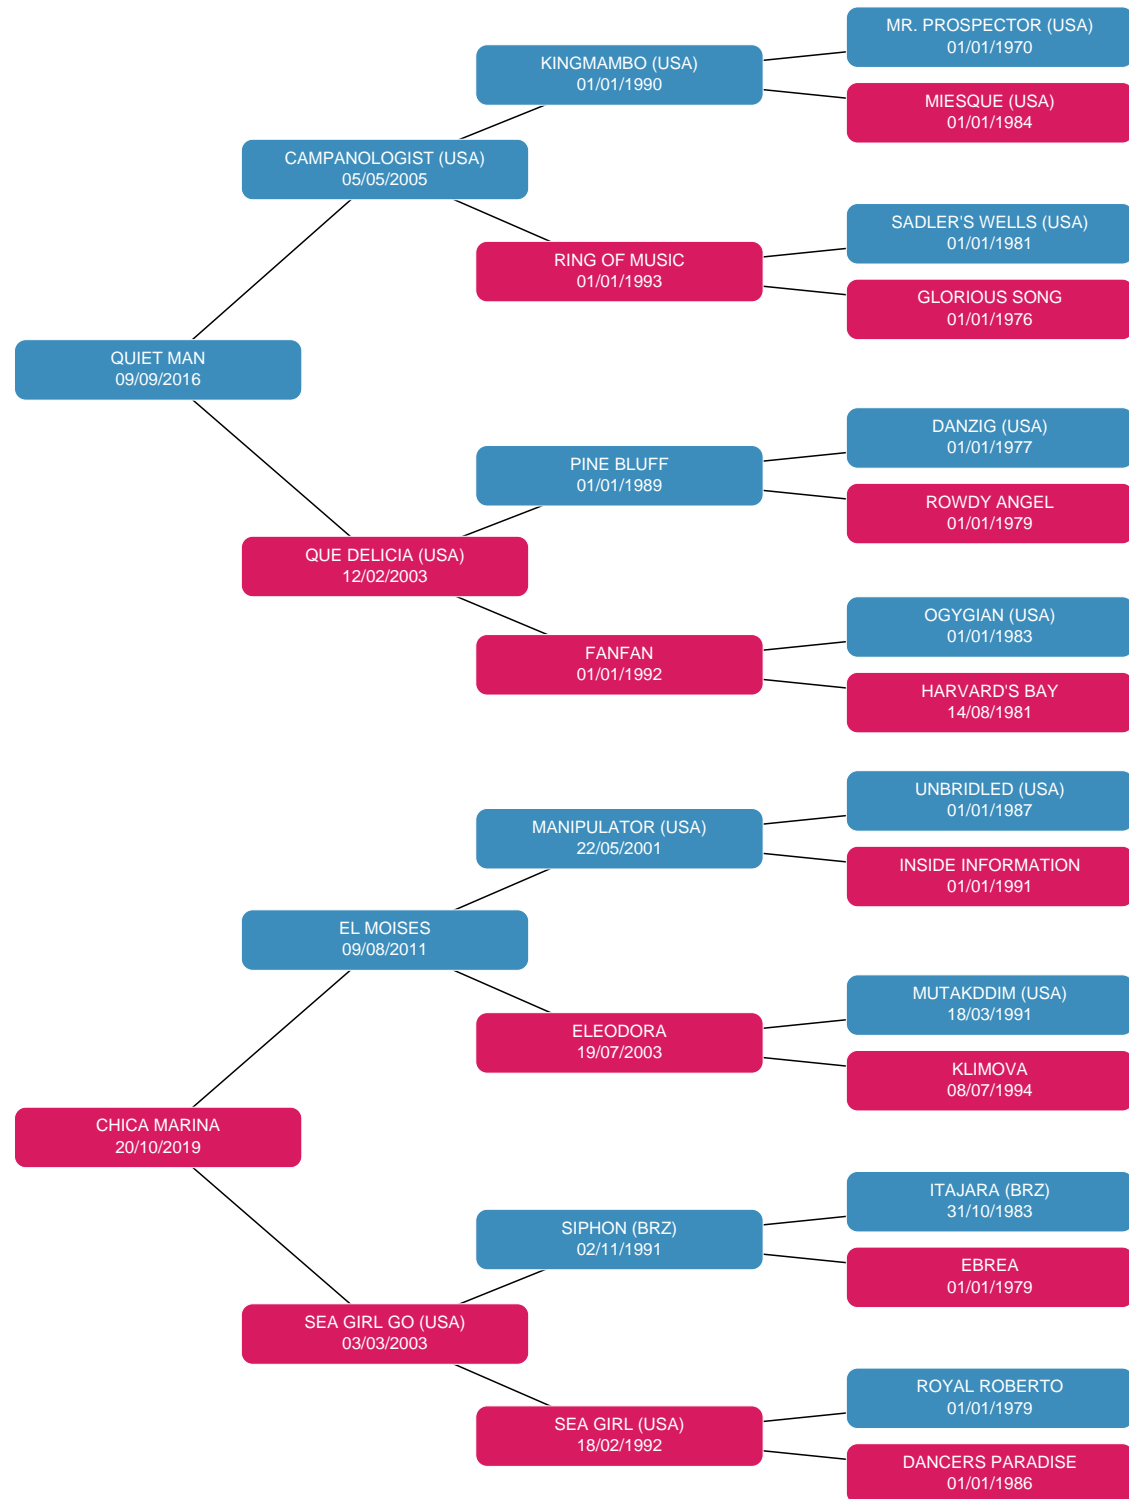 MR. PROSPECTOR (USA)
01/01/1970
KINGMAMBO (USA)
01/01/1990
MIESQUE (USA)
01/01/1984
CAMPANOLOGIST (USA)
05/05/2005
SADLER'S WELLS (USA)
01/01/1981
RING OF MUSIC
01/01/1993
GLORIOUS SONG
01/01/1976
QUIET MAN
09/09/2016
DANZIG (USA)
01/01/1977
PINE BLUFF
01/01/1989
ROWDY ANGEL
01/01/1979
QUE DELICIA (USA)
12/02/2003
OGYGIAN (USA)
01/01/1983
FANFAN
01/01/1992
HARVARD'S BAY
14/08/1981
UNBRIDLED (USA)
01/01/1987
MANIPULATOR (USA)
22/05/2001
INSIDE INFORMATION
01/01/1991
EL MOISES
09/08/2011
MUTAKDDIM (USA)
18/03/1991
ELEODORA
19/07/2003
KLIMOVA
08/07/1994
CHICA MARINA
20/10/2019
ITAJARA (BRZ)
31/10/1983
SIPHON (BRZ)
02/11/1991
EBREA
01/01/1979
SEA GIRL GO (USA)
03/03/2003
ROYAL ROBERTO
01/01/1979
SEA GIRL (USA)
18/02/1992
DANCERS PARADISE
01/01/1986